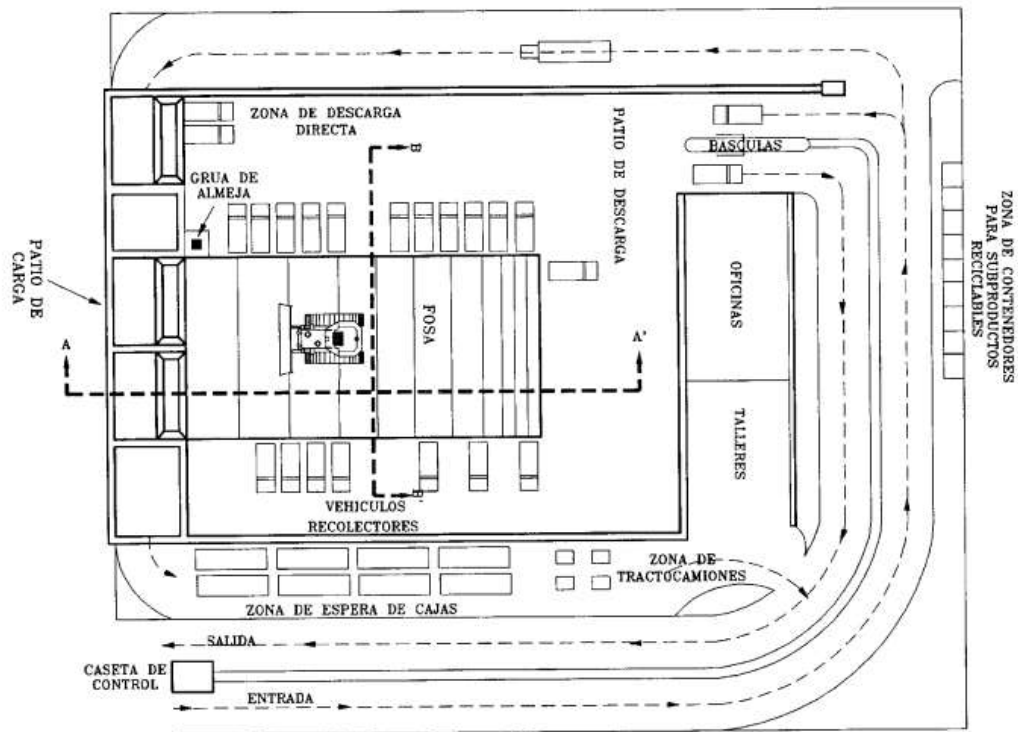 ZONA DE DESCARGA
DIRECTA
B
PATIO DE DESCARGA
BASCULAS
GRUA DE
ALMEJA
ZONA DE CONTENEDORES
PARA SUBPRODUCTOS
RECICLABLES
PATIO DE
CARGA
FOSA
OFICINAS
A
A'
TALLERES
B'
VEHICULOS
RECOLECTORES
ZONA DE
TRACTOCAMIONES
ZONA DE ESPERA DE CAJAS
SALIDA
CASETA DE
CONTROL
ENTRADA